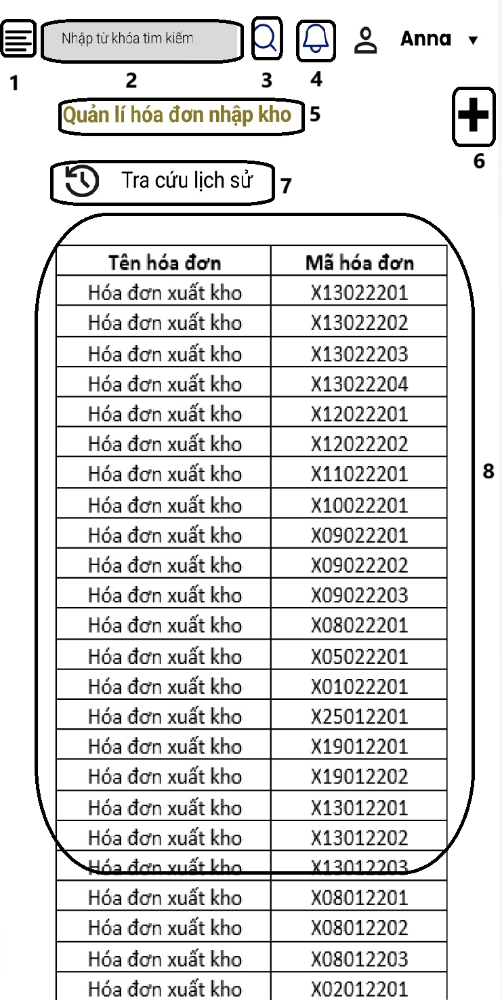 Nhập từ khóa tìm kiếm Anna
1 2 3 4
Quản lí hóa đơn nhập kho 5
6
Tra cứu lịch sử 7
Tên hóa đơn Mã hóa đơn
Hóa đơn xuất kho X13022201
Hóa đơn xuất kho X13022202
Hóa đơn xuất kho X13022203
Hóa đơn xuất kho X13022204
Hóa đơn xuất kho X12022201
Hóa đơn xuất kho X12022202
Hóa đơn xuất kho X11022201
8
Hóa đơn xuất kho X10022201
Hóa đơn xuất kho X09022201
Hóa đơn xuất kho X09022202
Hóa đơn xuất kho X09022203
Hóa đơn xuất kho X08022201
Hóa đơn xuất kho X05022201
Hóa đơn xuất kho X01022201
Hóa đơn xuất kho X25012201
Hóa đơn xuất kho X19012201
Hóa đơn xuất kho X19012202
Hóa đơn xuất kho X13012201
Hóa đơn xuất kho X13012202
Hóa đơn xuất kho X13012203
Hóa đơn xuất kho X08012201
Hóa đơn xuất kho X08012202
Hóa đơn xuất kho X08012203
Hóa đơn xuất kho X02012201